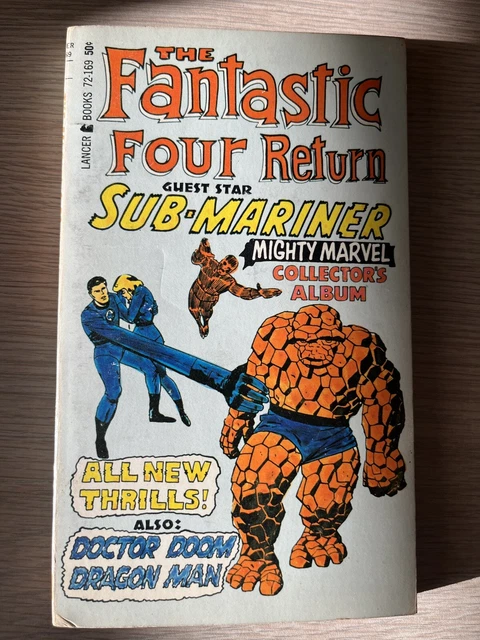 LANCER BOOKS 72-169 50¢
THE
Fantastic
Four Return
GUEST STAR
SUB-MARINER
MIGHTY MARVEL
COLLECTOR'S
ALBUM
ALL NEW
THRILLS!
ALSO:
DOCTOR DOOM
DRAGON MAN